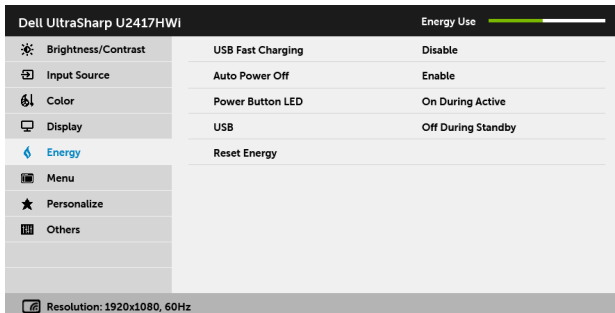 Dell UltraSharp U2417HWi
Energy Use
Brightness/Contrast
USB Fast Charging
Disable
Input Source
Auto Power Off
Enable
Color
Power Button LED
On During Active
Display
USB
Off During Standby
Energy
Reset Energy
Menu
Personalize
Others
Resolution: 1920x1080, 60Hz